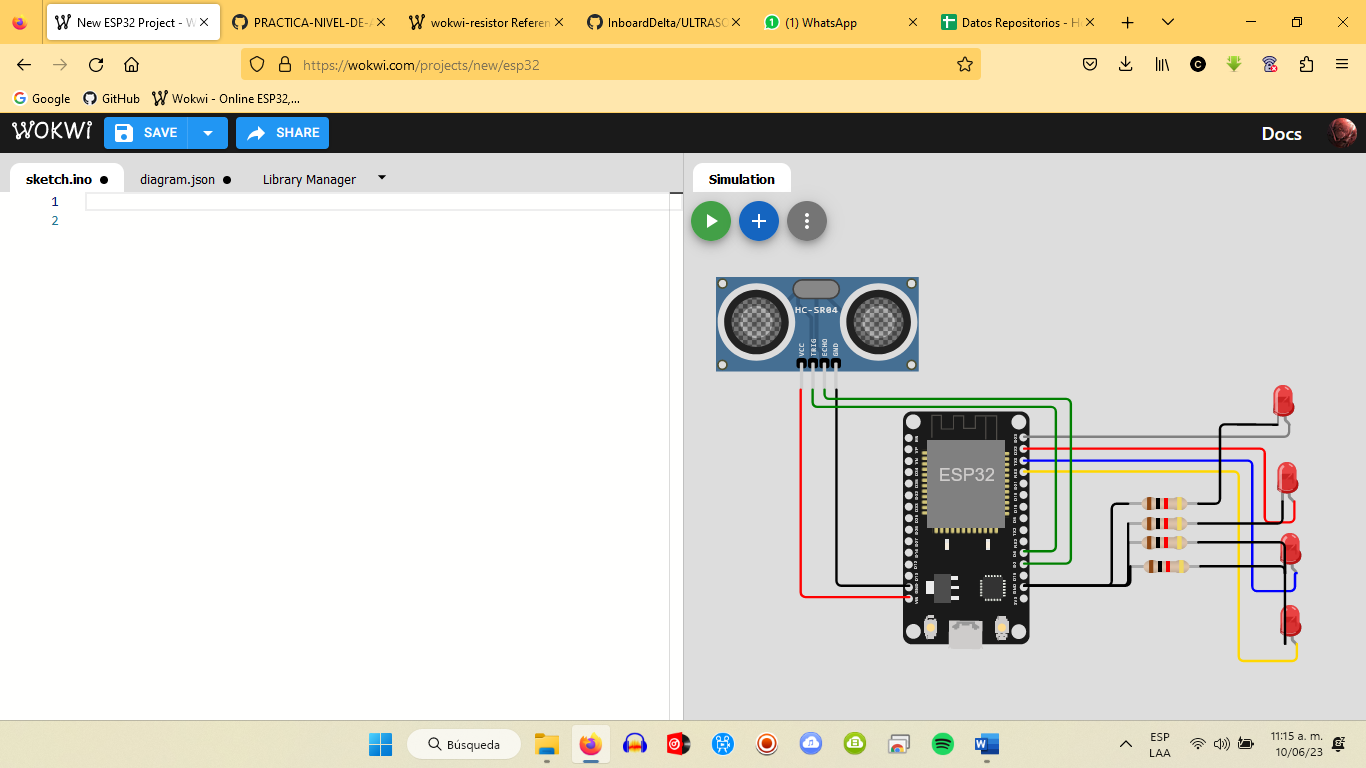 New ESP32 Project - W
PRACTICA-NIVEL-DE-A
wokwi-resistor Referen
InboardDelta/ULTRASO
(1) WhatsApp
Datos Repositorios - H
https://wokwi.com/projects/new/esp32
Google
GitHub
Wokwi - Online ESP32,...
WOKWi
SAVE
SHARE
Docs
sketch.ino
diagram.json
Library Manager
Simulation
1
2
HC-SR04
VCC
TRIG
ECHO
GND
ESP32
Búsqueda
ESP
LAA
11:15 a. m.
10/06/23